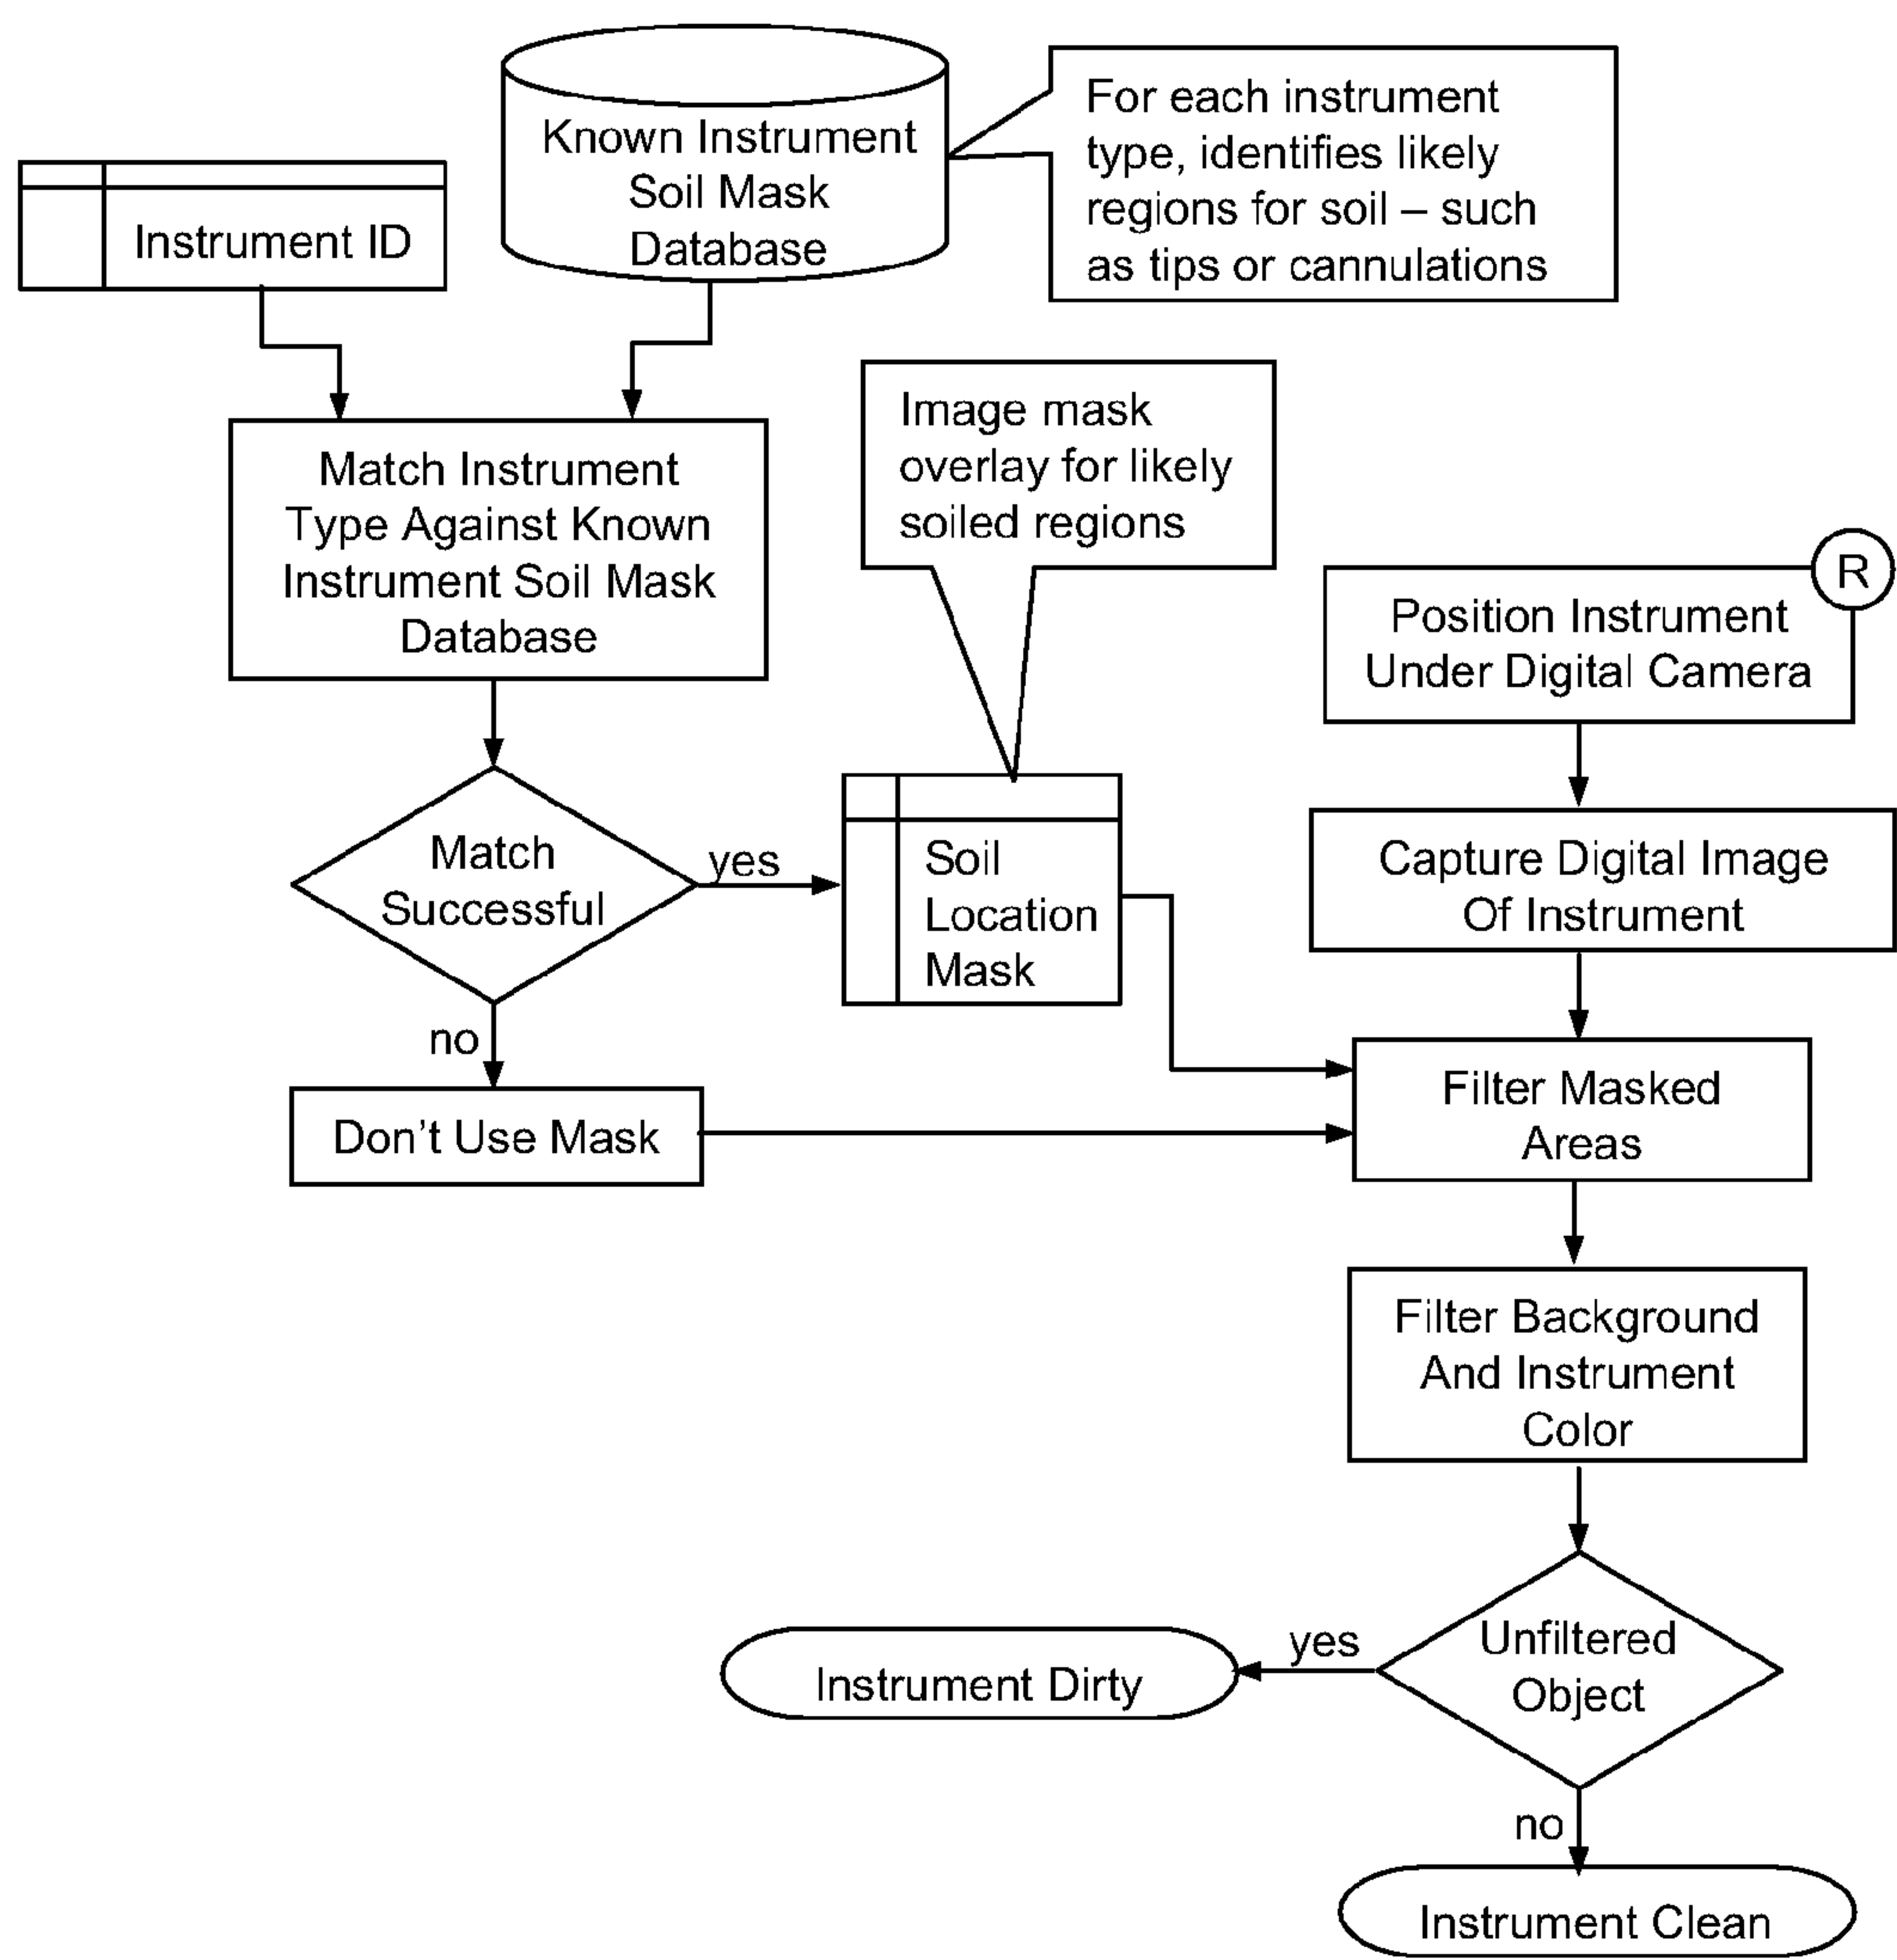 Known Instrument
Soil Mask
Database
For each instrument
type, identifies likely
regions for soil – such
as tips or cannulations
Instrument ID
Match Instrument
Type Against Known
Instrument Soil Mask
Database
Image mask
overlay for likely
soiled regions
R
Position Instrument
Under Digital Camera
Match
Successful
yes
Soil
Location
Mask
Capture Digital Image
Of Instrument
no
Don't Use Mask
Filter Masked
Areas
Filter Background
And Instrument
Color
Unfiltered
Object
yes
Instrument Dirty
no
Instrument Clean